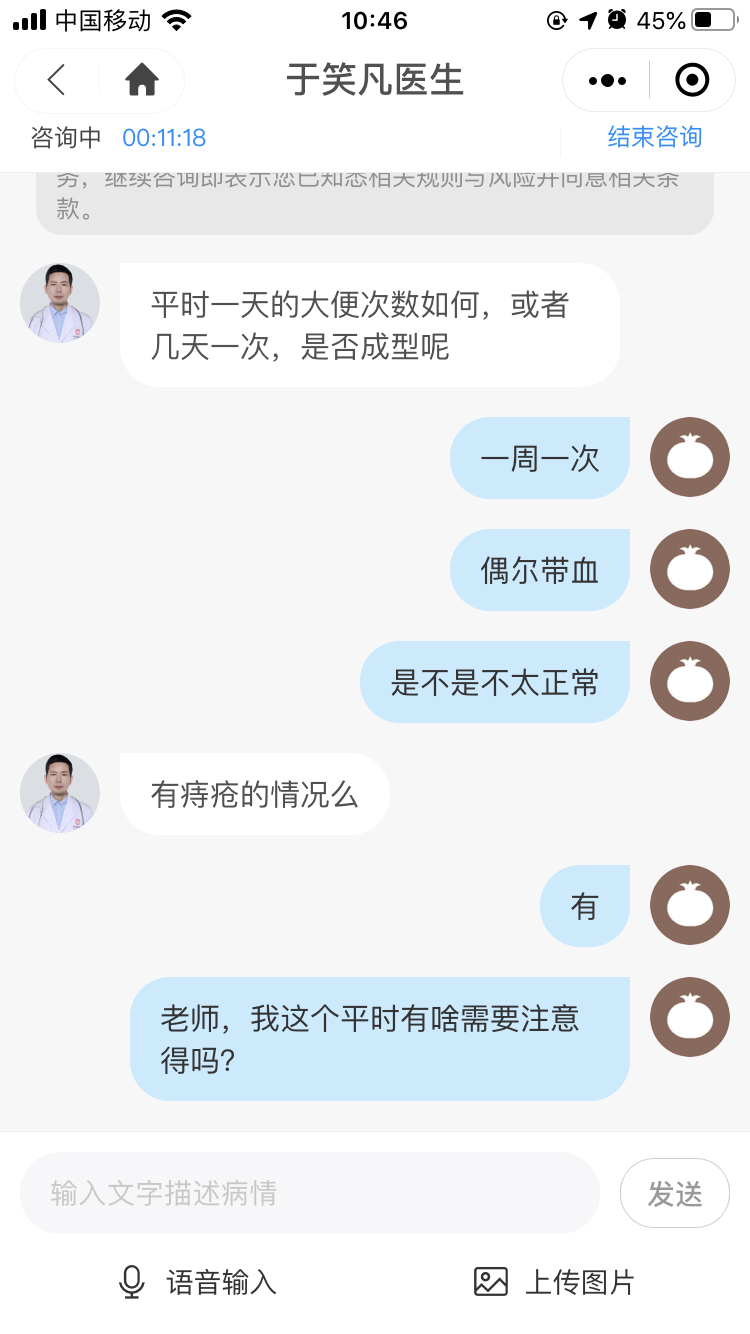 中国移动
10:46
45%
于笑凡医生
咨询中 00:11:18
结束咨询
务，继续咨询即表示您已知悉相关规则与风险并同意相关条
款。
平时一天的大便次数如何，或者
几天一次，是否成型呢
一周一次
偶尔带血
是不是不太正常
有痔疮的情况么
有
老师，我这个平时有啥需要注意
得吗？
输入文字描述病情
发送
语音输入
上传图片